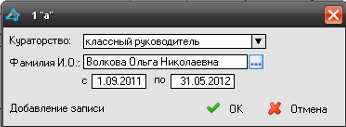 1 "а"
Кураторство: классный руководитель
Фамилия И.О.: Волкова Ольга Николаевна ...
с 1.09.2011 по 31.05.2012
Добавление записи OK Отмена